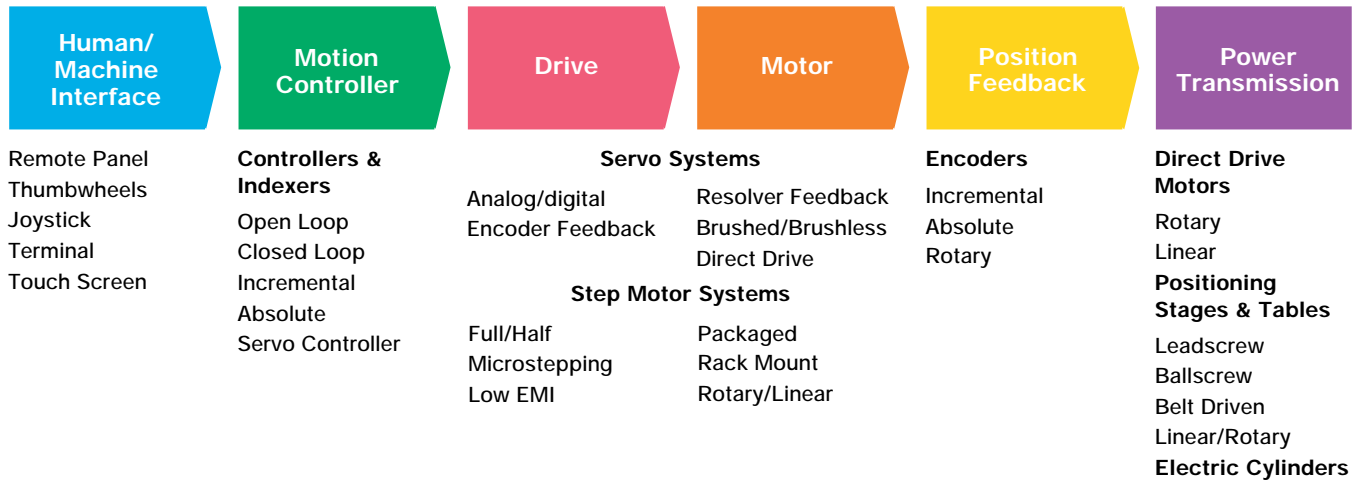 Human/
Machine
Interface
Motion
Controller
Drive
Motor
Position
Feedback
Power
Transmission
Remote Panel
Thumbwheels
Joystick
Terminal
Touch Screen
Controllers &
Indexers
Open Loop
Closed Loop
Incremental
Absolute
Servo Controller
Servo Systems
Analog/digital
Encoder Feedback
Resolver Feedback
Brushed/Brushless
Direct Drive
Step Motor Systems
Full/Half
Microstepping
Low EMI
Packaged
Rack Mount
Rotary/Linear
Encoders
Incremental
Absolute
Rotary
Direct Drive
Motors
Rotary
Linear
Positioning
Stages & Tables
Leadscrew
Ballscrew
Belt Driven
Linear/Rotary
Electric Cylinders